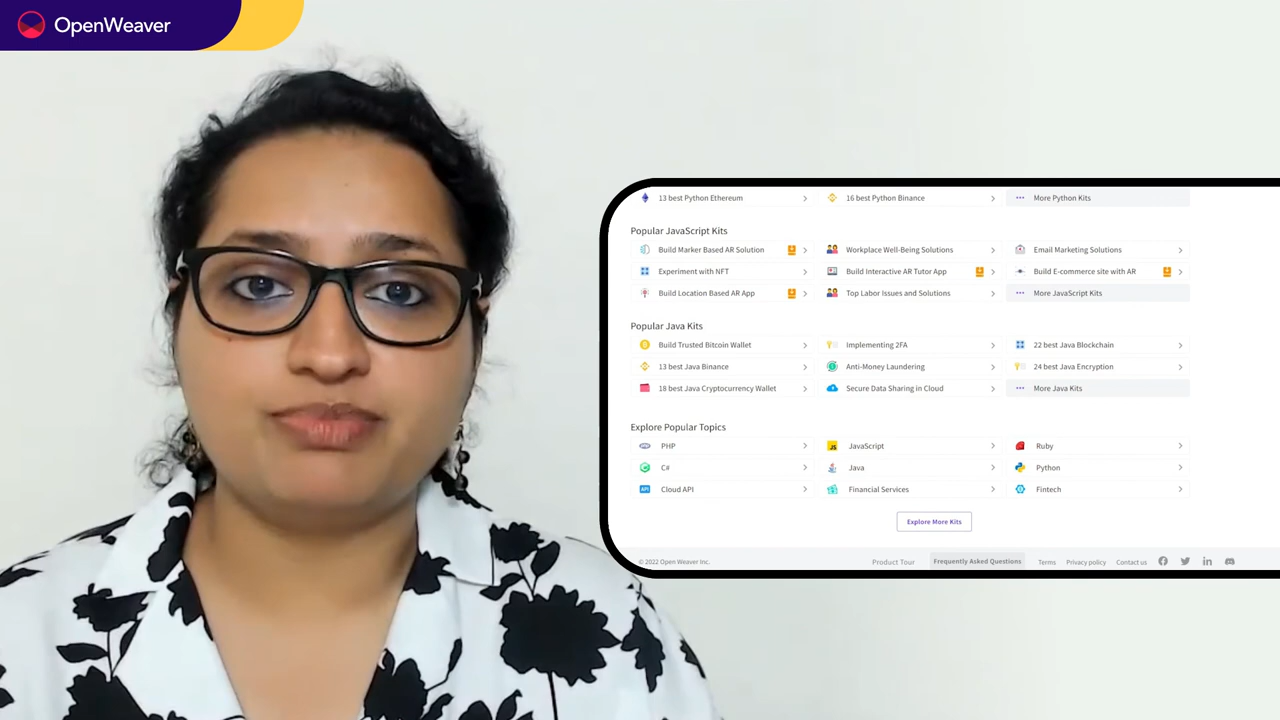 OpenWeaver
13 best Python Ethereum
16 best Python Binance
More Python Kits
Popular JavaScript Kits
Build Marker Based AR Solution
Workplace Well-Being Solutions
Email Marketing Solutions
Experiment with NFT
Build Interactive AR Tutor App
Build E-commerce site with AR
Build Location Based AR App
Top Labor Issues and Solutions
More JavaScript Kits
Popular Java Kits
Build Trusted Bitcoin Wallet
Implementing 2FA
22 best Java Blockchain
13 best Java Binance
Anti-Money Laundering
24 best Java Encryption
18 best Java Cryptocurrency Wallet
Secure Data Sharing in Cloud
More Java Kits
Explore Popular Topics
php PHP
JS JavaScript
Ruby
C#
Java
Python
API Cloud API
Financial Services
Fintech
Explore More Kits
© 2022 Open Weaver Inc.
Product Tour
Frequently Asked Questions
Terms
Privacy policy
Contact us